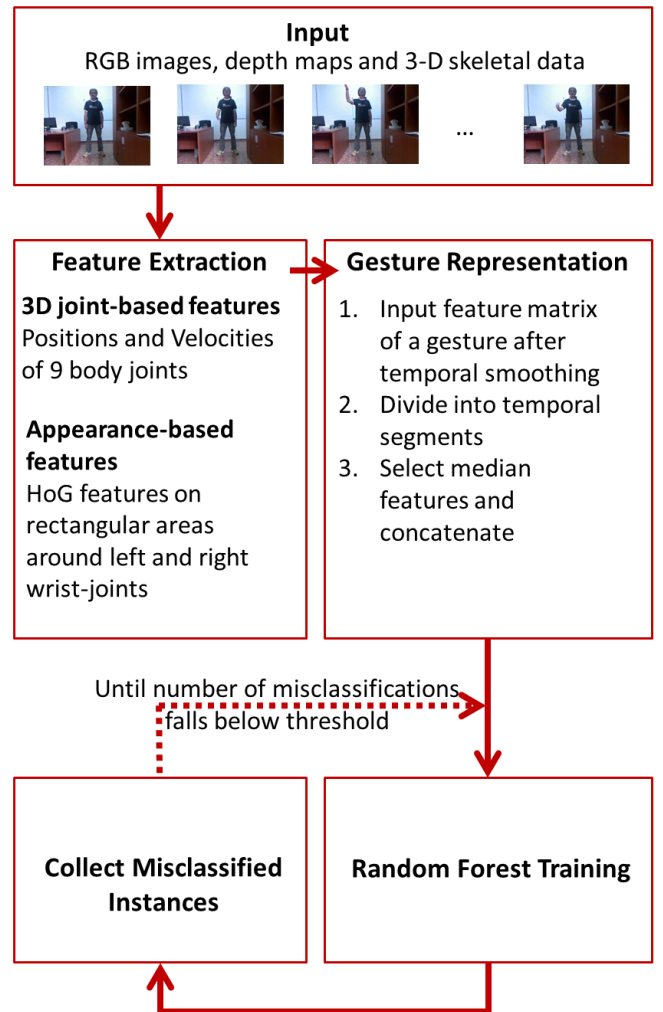 Input
RGB images, depth maps and 3-D skeletal data
...
Feature Extraction
3D joint-based features
Positions and Velocities
of 9 body joints
Appearance-based
features
HoG features on
rectangular areas
around left and right
wrist-joints
Gesture Representation
1. Input feature matrix
of a gesture after
temporal smoothing
2. Divide into temporal
segments
3. Select median
features and
concatenate
Until number of misclassifications
falls below threshold
Collect Misclassified
Instances
Random Forest Training